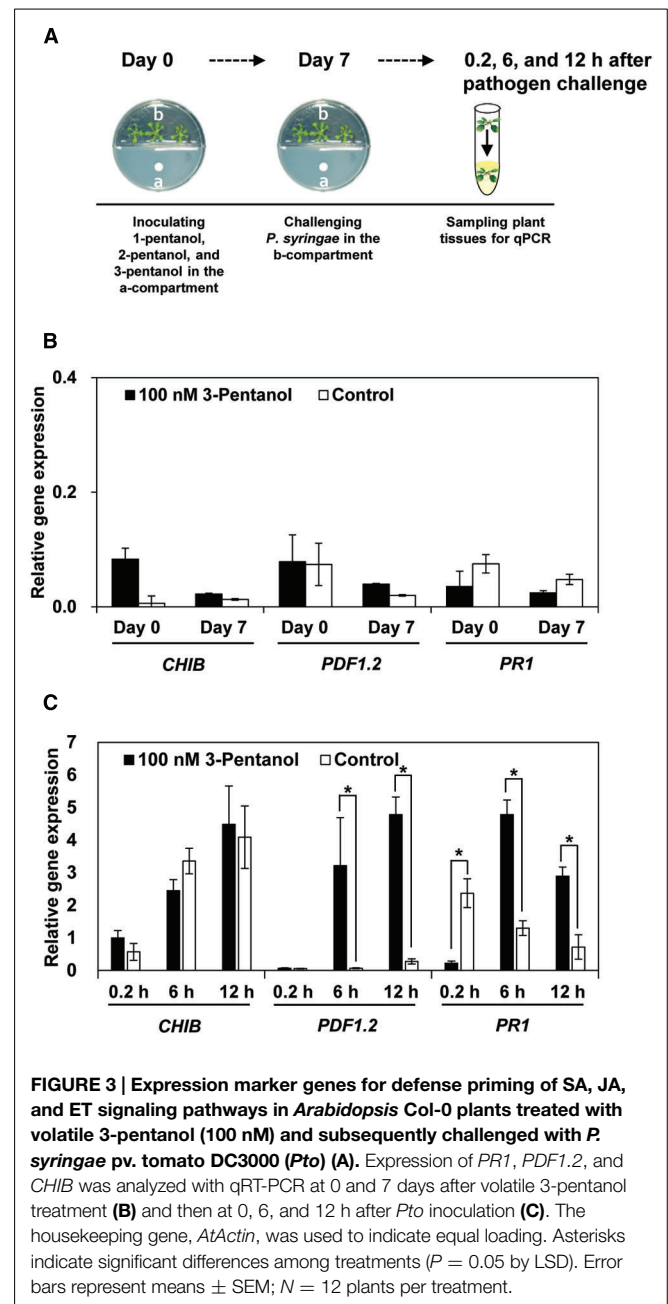 A
Day 0 Day 7 0.2, 6, and 12 h after
pathogen challenge
b b
a a
Inoculating
1-pentanol,
2-pentanol, and
3-pentanol in the
a-compartment
Challenging
P. syringae in the
b-compartment
Sampling plant
tissues for qPCR
B
Relative gene expression
0.4
0.2
0.0
100 nM 3-Pentanol Control
Day 0 Day 7 Day 0 Day 7 Day 0 Day 7
CHIB PDF1.2 PR1
C
Relative gene expression
7
6
5
4
3
2
1
0
100 nM 3-Pentanol Control
* * * * *
0.2 h 6 h 12 h 0.2 h 6 h 12 h 0.2 h 6 h 12 h
CHIB PDF1.2 PR1
FIGURE 3 | Expression marker genes for defense priming of SA, JA,
and ET signaling pathways in Arabidopsis Col-0 plants treated with
volatile 3-pentanol (100 nM) and subsequently challenged with P.
syringae pv. tomato DC3000 (Pto) (A). Expression of PR1, PDF1.2, and
CHIB was analyzed with qRT-PCR at 0 and 7 days after volatile 3-pentanol
treatment (B) and then at 0, 6, and 12 h after Pto inoculation (C). The
housekeeping gene, AtActin, was used to indicate equal loading. Asterisks
indicate significant differences among treatments (P = 0.05 by LSD). Error
bars represent means ± SEM; N = 12 plants per treatment.